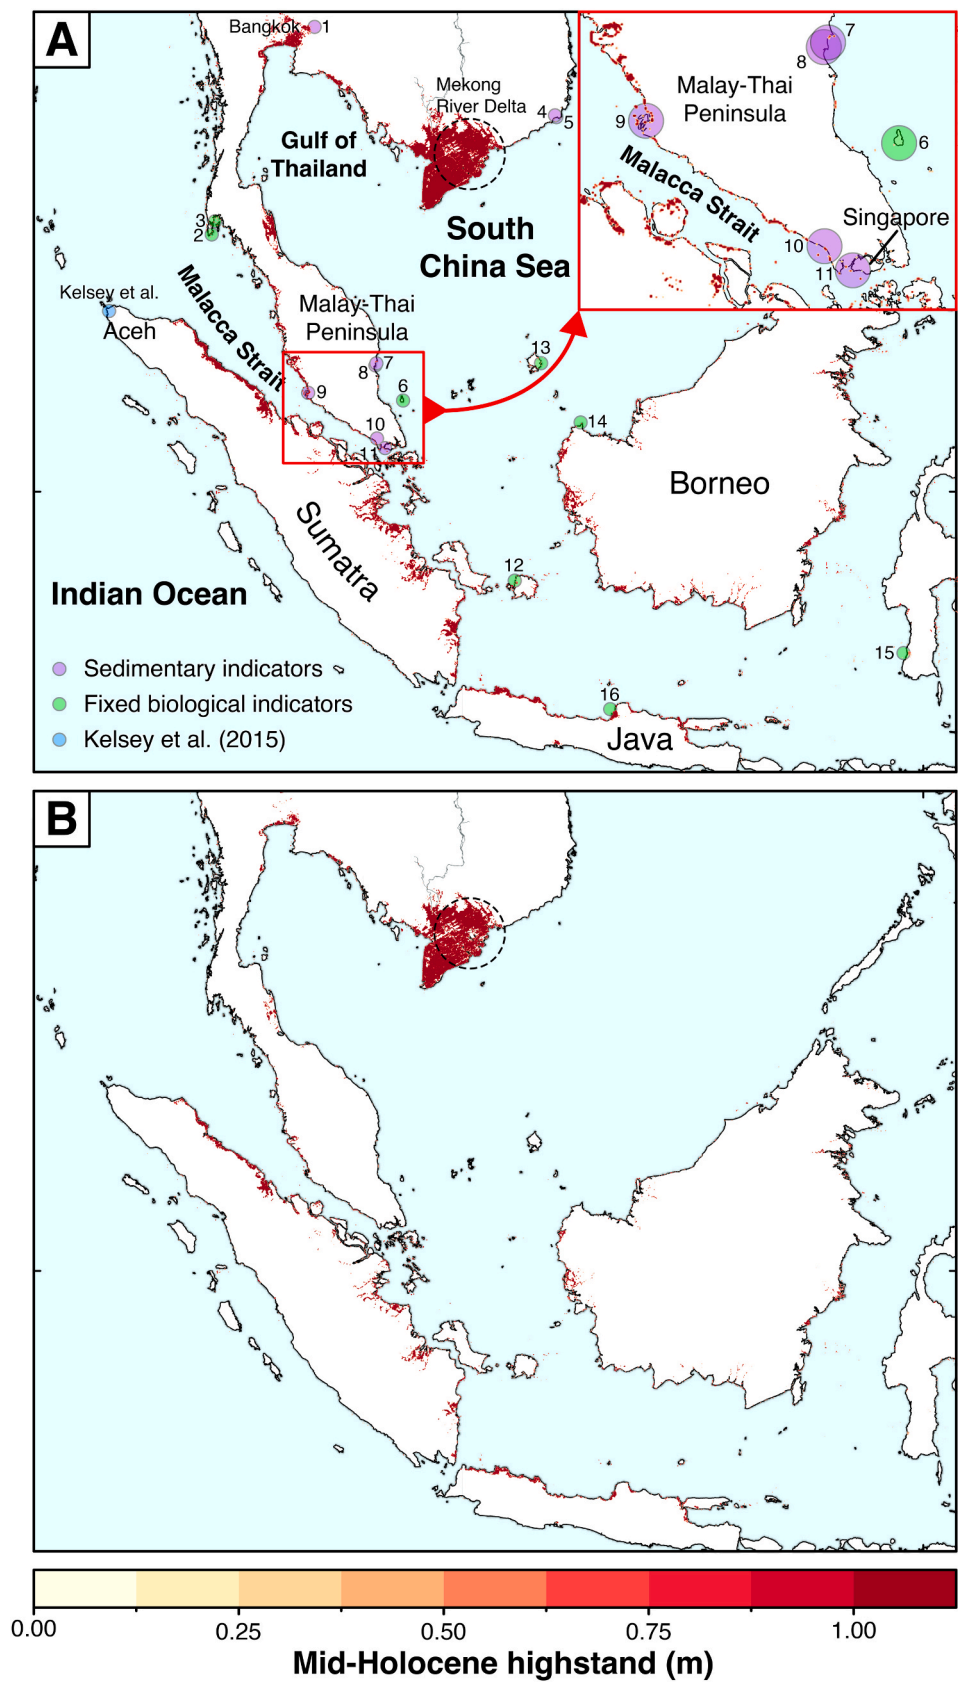 A
Bangkok
1
Mekong
River Delta
4
5
Gulf of
Thailand
South
China Sea
3
2
Malacca Strait
Kelsey et al.
Aceh
Malay-Thai
Peninsula
7
8
6
9
10
11
13
14
Borneo
Sumatra
12
Indian Ocean
15
16
Java
Sedimentary indicators
Fixed biological indicators
Kelsey et al. (2015)
7
8
Malay-Thai
Peninsula
9
6
Malacca Strait
Singapore
10
11
B
0.00
0.25
0.50
0.75
1.00
Mid-Holocene highstand (m)